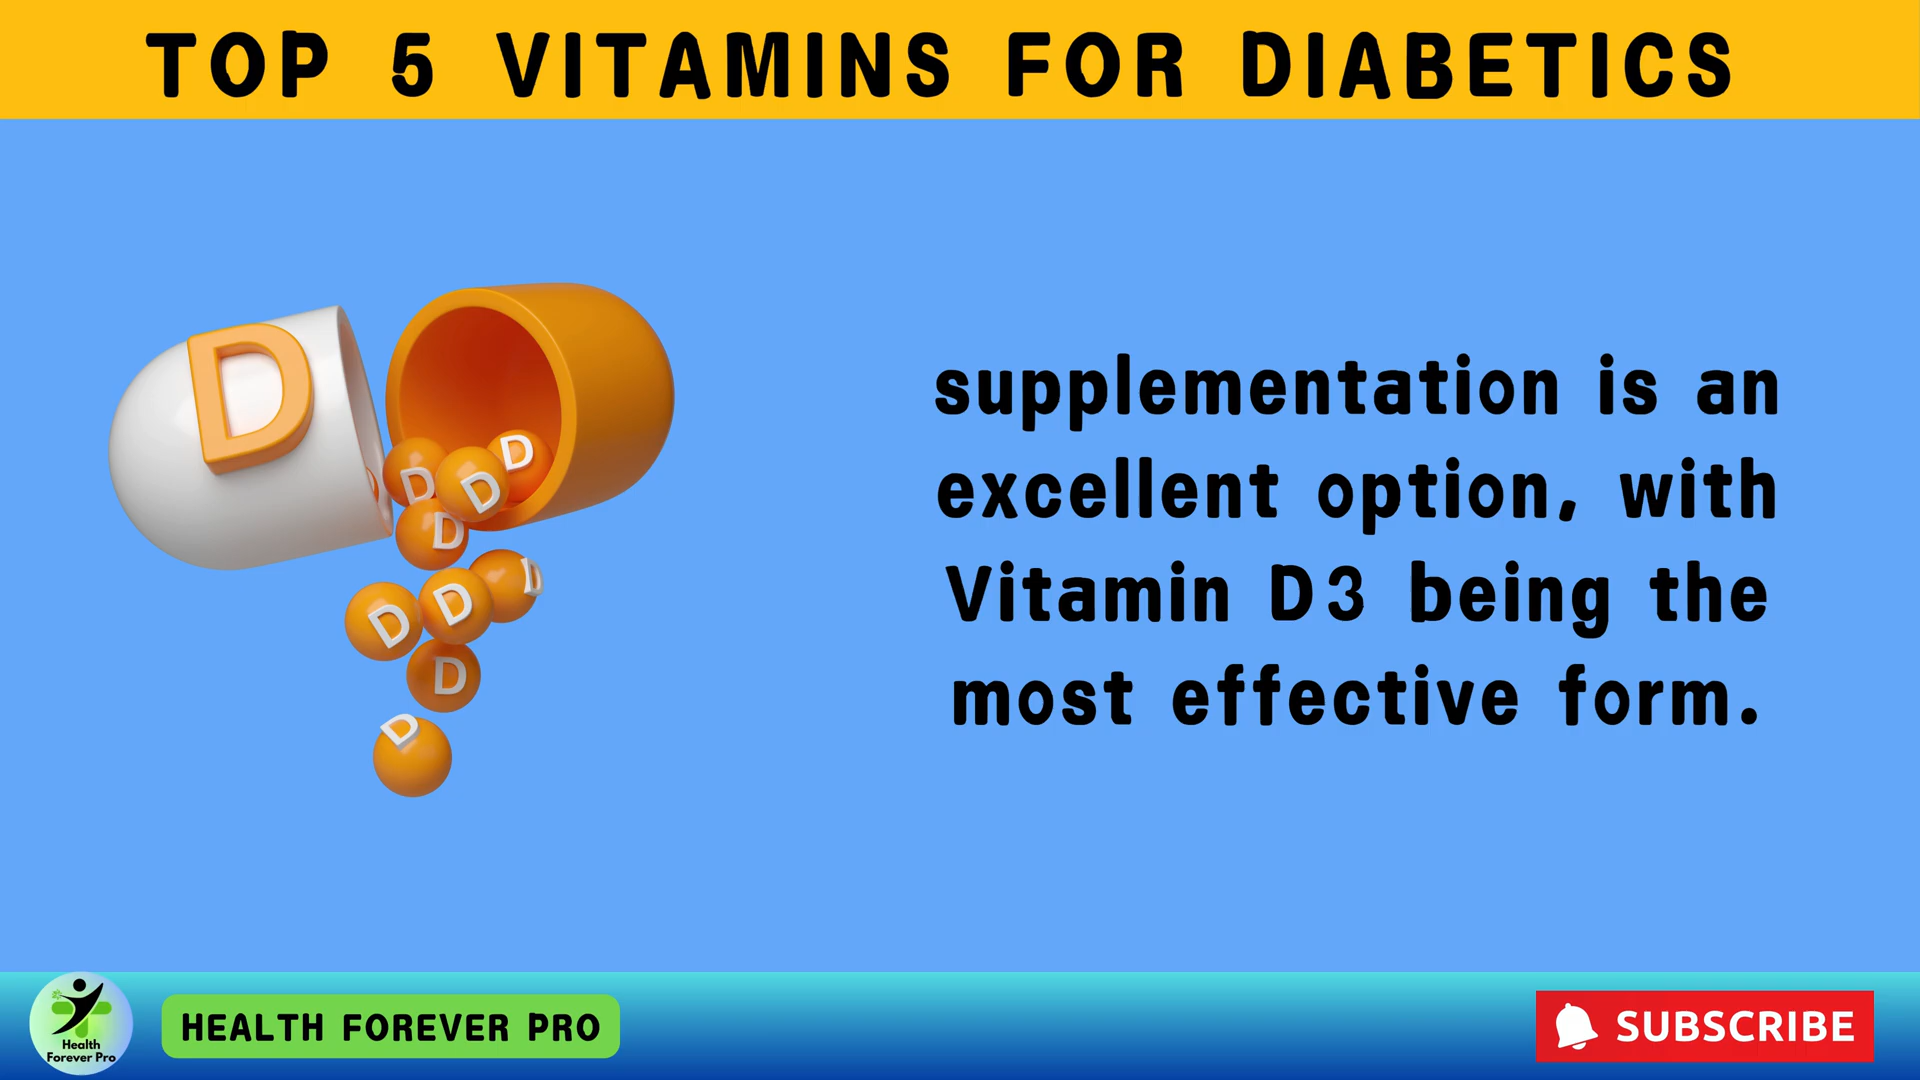 TOP 5 VITAMINS FOR DIABETICS
D
D
D
D
D
D
D
D
D
D
supplementation is an
excellent option, with
Vitamin D3 being the
most effective form.
Health
Forever Pro
HEALTH FOREVER PRO
SUBSCRIBE